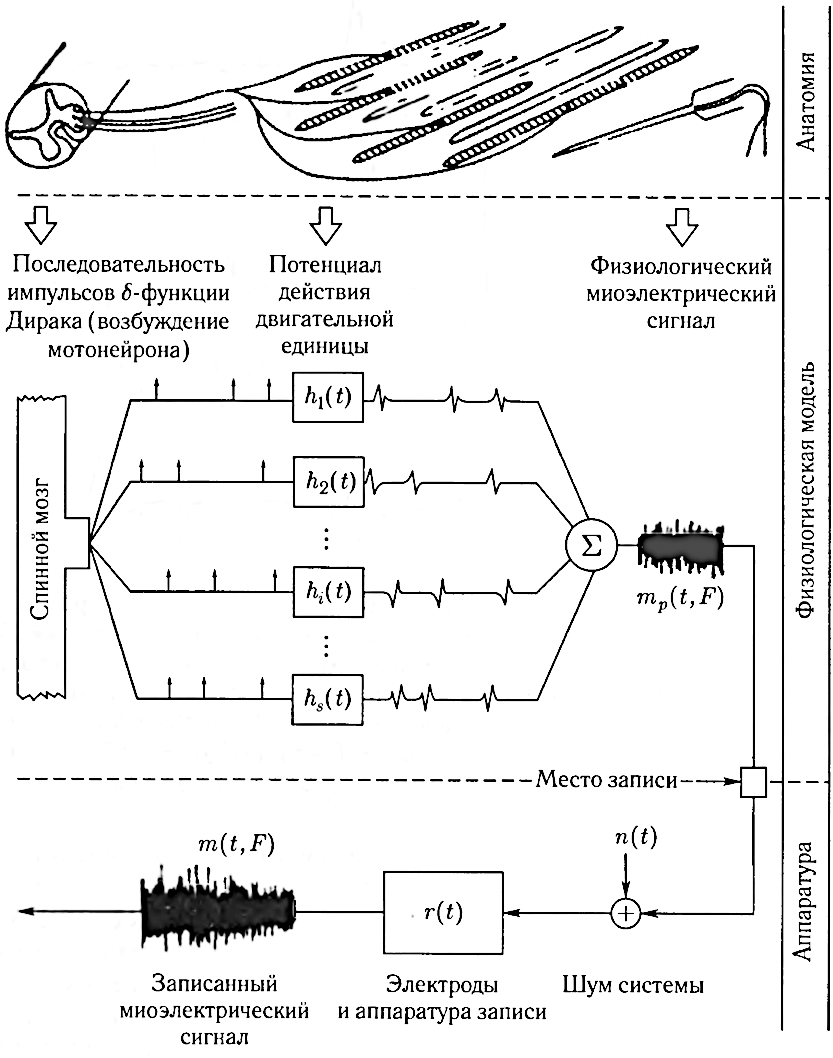 Анатомия
Последовательность
импульсов δ-функции
Дирака (возбуждение
мотонейрона)
Потенциал
действия
двигательной
единицы
Физиологический
миоэлектрический
сигнал
Физиологическая модель
Спинной мозг
h₁(t)
h₂(t)
⋮
hᵢ(t)
⋮
hₛ(t)
Σ
mₚ(t, F)
Место записи
Аппаратура
m(t, F)
r(t)
n(t)
+
Записанный
миоэлектрический
сигнал
Электроды
и аппаратура записи
Шум системы